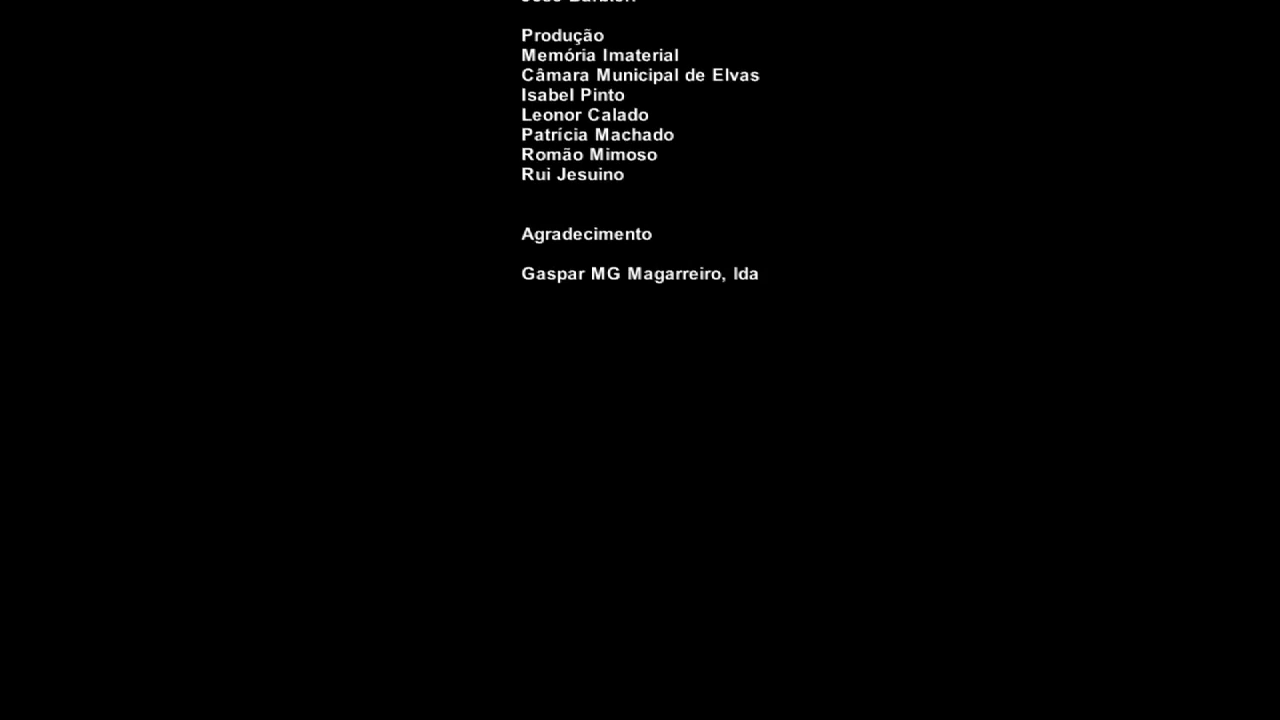 Produção
Memória Imaterial
Câmara Municipal de Elvas
Isabel Pinto
Leonor Calado
Patrícia Machado
Romão Mimoso
Rui Jesuino
Agradecimento
Gaspar MG Magarreiro, lda